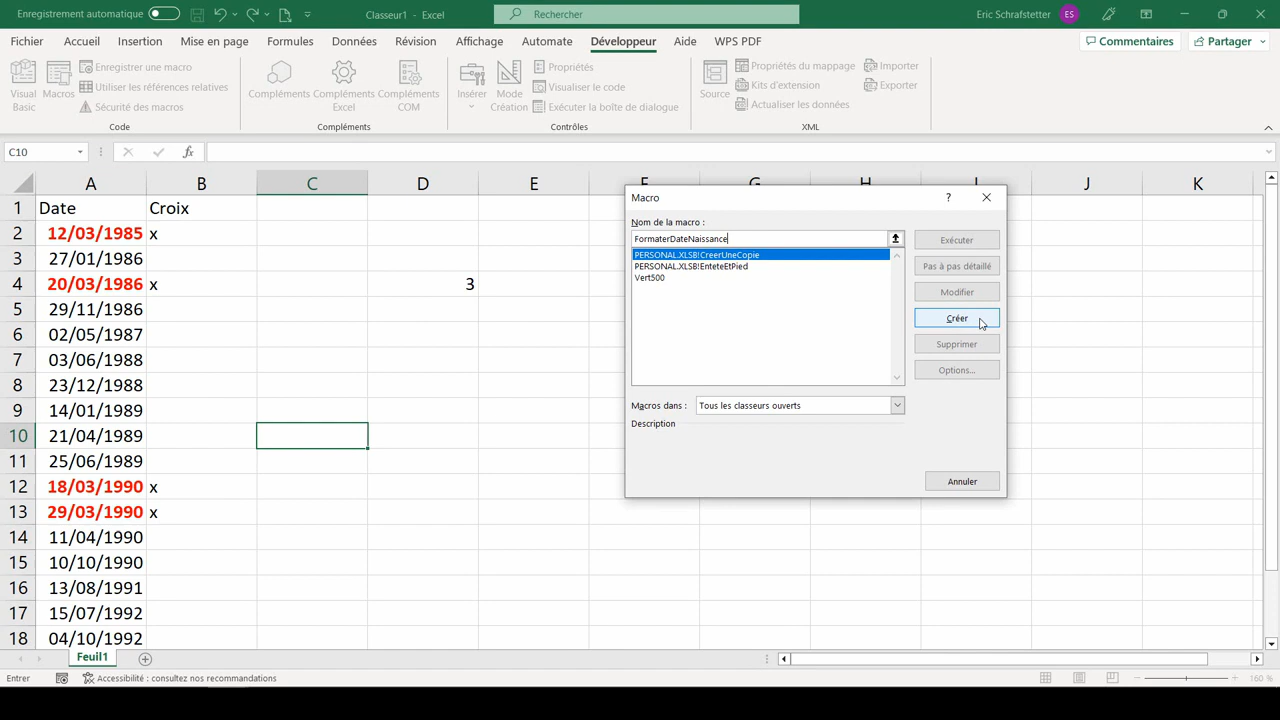 Enregistrement automatique
Classeur1 - Excel
Rechercher
Eric Schrafstetter
ES
Fichier Accueil Insertion Mise en page Formules Données Révision Affichage Automate Développeur Aide WPS PDF
Commentaires
Partager
Visual Basic
Macros
Enregistrer une macro
Utiliser les références relatives
Sécurité des macros
Code
Compléments
Compléments Excel
Compléments COM
Compléments
Insérer
Mode Création
Propriétés
Visualiser le code
Exécuter la boîte de dialogue
Contrôles
Source
Propriétés du mappage
Kits d'extension
Actualiser les données
Importer
Exporter
XML
C10
fx
A B C D E F G H I J K
1 Date Croix
2 12/03/1985 x
3 27/01/1986
4 20/03/1986 x 3
5 29/11/1986
6 02/05/1987
7 03/06/1988
8 23/12/1988
9 14/01/1989
10 21/04/1989
11 25/06/1989
12 18/03/1990 x
13 29/03/1990 x
14 11/04/1990
15 10/10/1990
16 13/08/1991
17 15/07/1992
18 04/10/1992
Macro
?
Nom de la macro :
FormaterDateNaissance
PERSONAL.XLSB!CreerUneCopie
PERSONAL.XLSB!EnteteEtPied
Vert500
Exécuter
Pas à pas détaillé
Modifier
Créer
Supprimer
Options...
Macros dans : Tous les classeurs ouverts
Description
Annuler
Feuil1
Entrer
Accessibilité : consultez nos recommandations
160 %